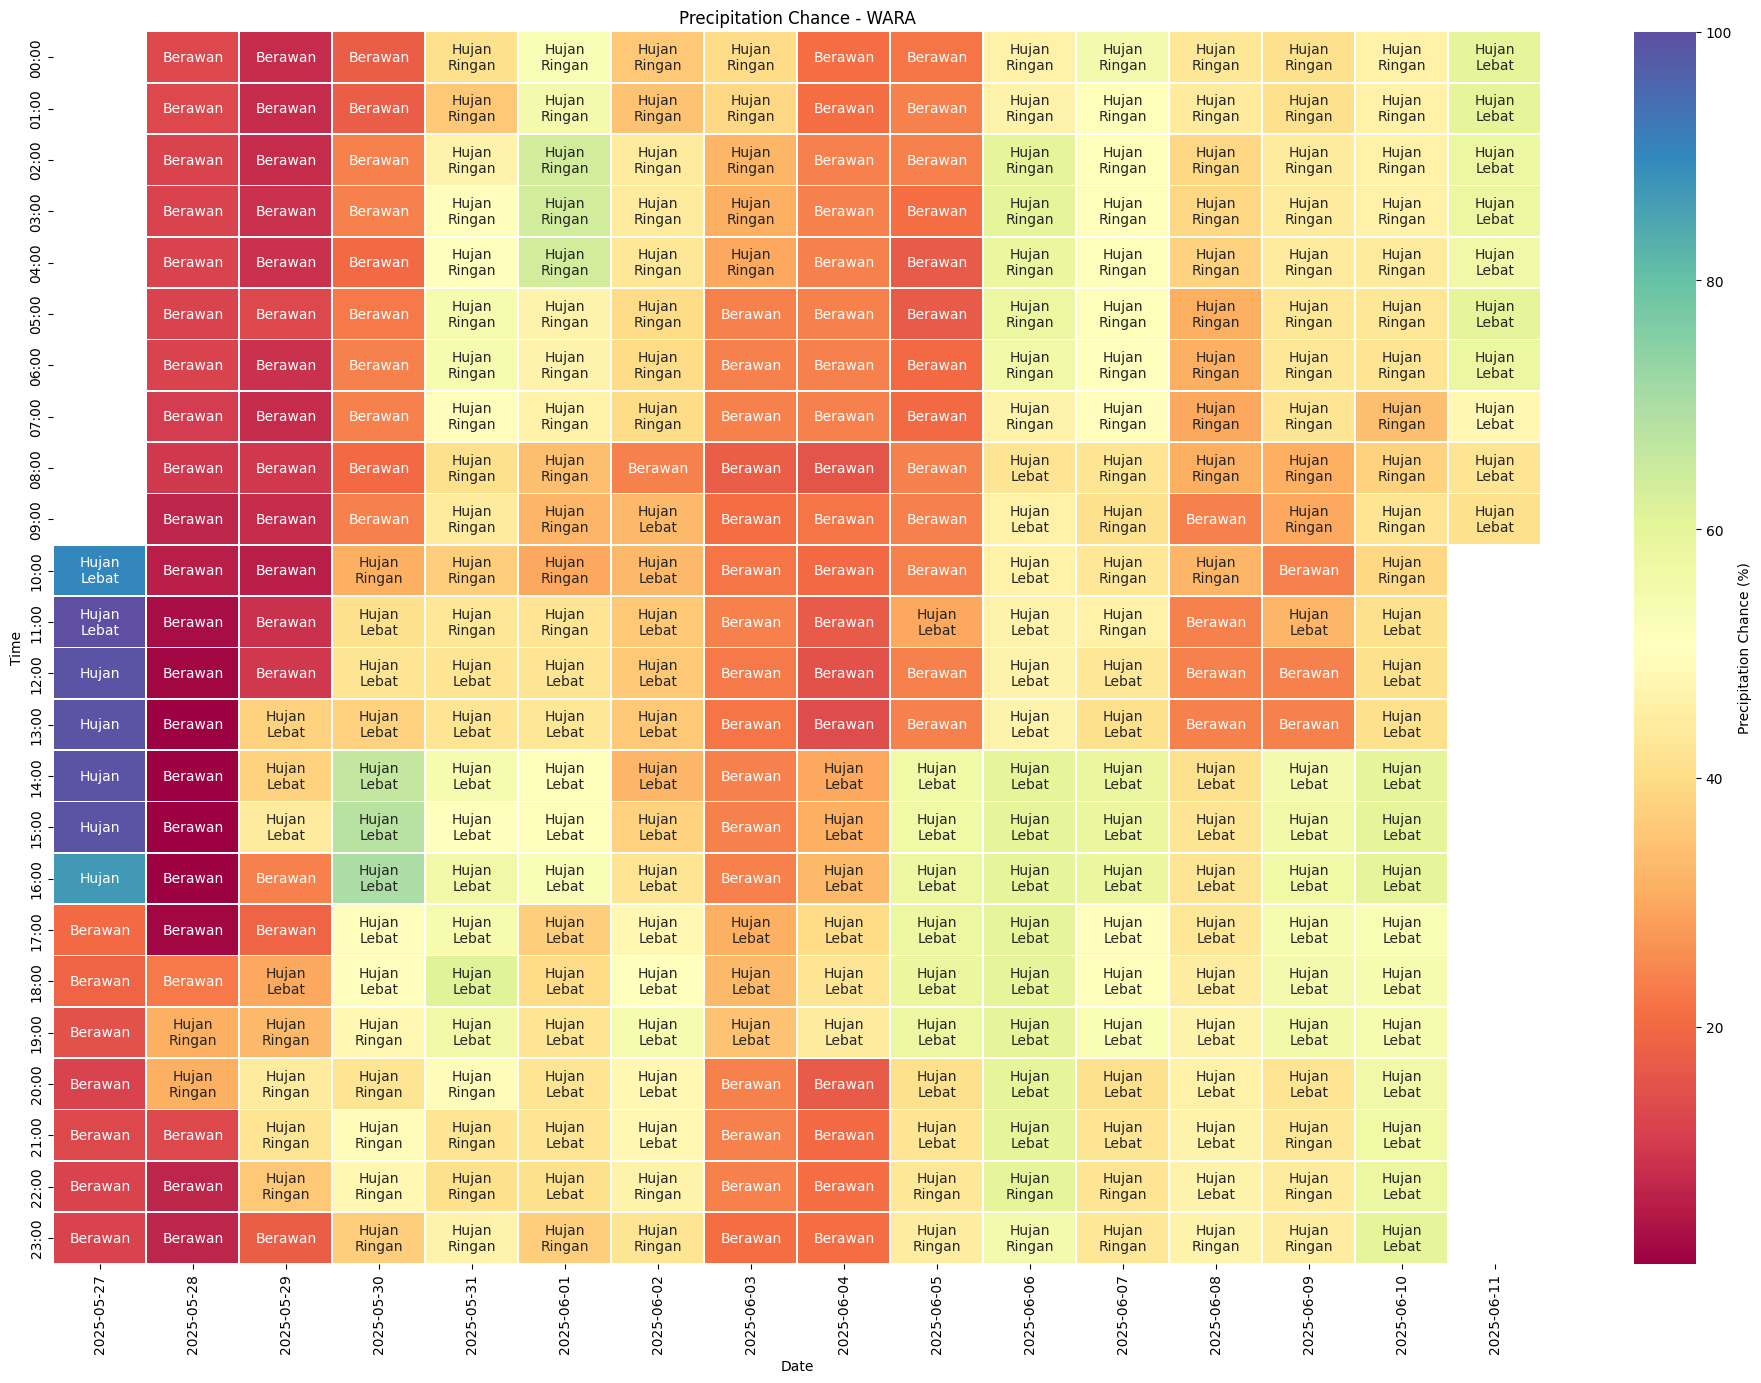 Precipitation Chance - WARA
00:00 Berawan Berawan Berawan Hujan Ringan Hujan Ringan Hujan Ringan Hujan Ringan Berawan Berawan Hujan Ringan Hujan Ringan Hujan Ringan Hujan Ringan Hujan Ringan Hujan Lebat
01:00 Berawan Berawan Berawan Hujan Ringan Hujan Ringan Hujan Ringan Hujan Ringan Berawan Berawan Hujan Ringan Hujan Ringan Hujan Ringan Hujan Ringan Hujan Ringan Hujan Lebat
02:00 Berawan Berawan Berawan Hujan Ringan Hujan Ringan Hujan Ringan Hujan Ringan Berawan Berawan Hujan Ringan Hujan Ringan Hujan Ringan Hujan Ringan Hujan Ringan Hujan Lebat
03:00 Berawan Berawan Berawan Hujan Ringan Hujan Ringan Hujan Ringan Hujan Ringan Berawan Berawan Hujan Ringan Hujan Ringan Hujan Ringan Hujan Ringan Hujan Ringan Hujan Lebat
04:00 Berawan Berawan Berawan Hujan Ringan Hujan Ringan Hujan Ringan Hujan Ringan Berawan Berawan Hujan Ringan Hujan Ringan Hujan Ringan Hujan Ringan Hujan Ringan Hujan Lebat
05:00 Berawan Berawan Berawan Hujan Ringan Hujan Ringan Hujan Ringan Berawan Berawan Berawan Hujan Ringan Hujan Ringan Hujan Ringan Hujan Ringan Hujan Ringan Hujan Lebat
06:00 Berawan Berawan Berawan Hujan Ringan Hujan Ringan Hujan Ringan Berawan Berawan Berawan Hujan Ringan Hujan Ringan Hujan Ringan Hujan Ringan Hujan Ringan Hujan Lebat
07:00 Berawan Berawan Berawan Hujan Ringan Hujan Ringan Hujan Ringan Berawan Berawan Berawan Hujan Ringan Hujan Ringan Hujan Ringan Hujan Ringan Hujan Ringan Hujan Lebat
08:00 Berawan Berawan Berawan Hujan Ringan Hujan Ringan Berawan Berawan Berawan Berawan Hujan Lebat Hujan Ringan Hujan Ringan Hujan Ringan Hujan Ringan Hujan Lebat
09:00 Berawan Berawan Berawan Hujan Ringan Hujan Ringan Hujan Lebat Berawan Berawan Berawan Hujan Lebat Hujan Ringan Berawan Hujan Ringan Hujan Ringan Hujan Lebat
10:00 Hujan Lebat Berawan Berawan Hujan Ringan Hujan Ringan Hujan Ringan Hujan Lebat Berawan Berawan Berawan Hujan Lebat Hujan Ringan Hujan Ringan Berawan Hujan Ringan
11:00 Hujan Lebat Berawan Berawan Hujan Lebat Hujan Ringan Hujan Ringan Hujan Lebat Berawan Berawan Hujan Lebat Hujan Lebat Hujan Ringan Berawan Hujan Lebat Hujan Lebat
12:00 Hujan Berawan Berawan Hujan Lebat Hujan Lebat Hujan Lebat Hujan Lebat Berawan Berawan Berawan Hujan Lebat Hujan Lebat Berawan Berawan Hujan Lebat
13:00 Hujan Berawan Hujan Lebat Hujan Lebat Hujan Lebat Hujan Lebat Hujan Lebat Berawan Berawan Berawan Hujan Lebat Hujan Lebat Berawan Berawan Hujan Lebat
14:00 Hujan Berawan Hujan Lebat Hujan Lebat Hujan Lebat Hujan Lebat Hujan Lebat Berawan Hujan Lebat Hujan Lebat Hujan Lebat Hujan Lebat Hujan Lebat Hujan Lebat Hujan Lebat
15:00 Hujan Berawan Hujan Lebat Hujan Lebat Hujan Lebat Hujan Lebat Hujan Lebat Berawan Hujan Lebat Hujan Lebat Hujan Lebat Hujan Lebat Hujan Lebat Hujan Lebat Hujan Lebat
16:00 Hujan Berawan Berawan Hujan Lebat Hujan Lebat Hujan Lebat Hujan Lebat Berawan Hujan Lebat Hujan Lebat Hujan Lebat Hujan Lebat Hujan Lebat Hujan Lebat Hujan Lebat
17:00 Berawan Berawan Berawan Hujan Lebat Hujan Lebat Hujan Lebat Hujan Lebat Hujan Lebat Hujan Lebat Hujan Lebat Hujan Lebat Hujan Lebat Hujan Lebat Hujan Lebat Hujan Lebat
18:00 Berawan Berawan Hujan Lebat Hujan Lebat Hujan Lebat Hujan Lebat Hujan Lebat Hujan Lebat Hujan Lebat Hujan Lebat Hujan Lebat Hujan Lebat Hujan Lebat Hujan Lebat Hujan Lebat
19:00 Berawan Hujan Ringan Hujan Ringan Hujan Ringan Hujan Lebat Hujan Lebat Hujan Lebat Hujan Lebat Hujan Lebat Hujan Lebat Hujan Lebat Hujan Lebat Hujan Lebat Hujan Lebat Hujan Lebat
20:00 Berawan Hujan Ringan Hujan Ringan Hujan Ringan Hujan Ringan Hujan Lebat Hujan Lebat Berawan Berawan Hujan Lebat Hujan Lebat Hujan Lebat Hujan Lebat Hujan Lebat Hujan Lebat
21:00 Berawan Berawan Hujan Ringan Hujan Ringan Hujan Ringan Hujan Lebat Hujan Lebat Berawan Berawan Hujan Lebat Hujan Lebat Hujan Lebat Hujan Lebat Hujan Ringan Hujan Lebat
22:00 Berawan Berawan Hujan Ringan Hujan Ringan Hujan Ringan Hujan Lebat Hujan Ringan Berawan Berawan Hujan Ringan Hujan Ringan Hujan Ringan Hujan Lebat Hujan Ringan Hujan Lebat
23:00 Berawan Berawan Berawan Hujan Ringan Hujan Ringan Hujan Ringan Hujan Ringan Berawan Berawan Hujan Ringan Hujan Ringan Hujan Ringan Hujan Ringan Hujan Ringan Hujan Lebat
Time
2025-05-27 2025-05-28 2025-05-29 2025-05-30 2025-05-31 2025-06-01 2025-06-02 2025-06-03 2025-06-04 2025-06-05 2025-06-06 2025-06-07 2025-06-08 2025-06-09 2025-06-10 2025-06-11
Date
100
80
60
40
20
Precipitation Chance (%)